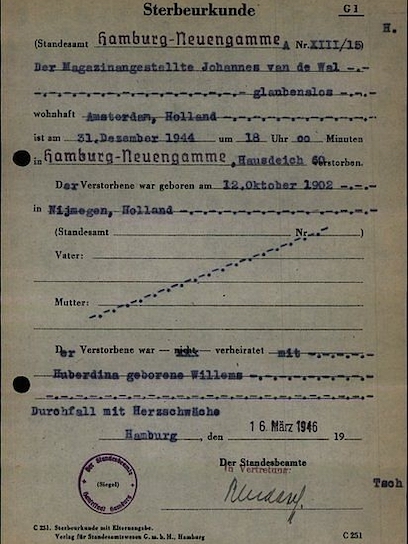 Sterbeurkunde
G 1
H.
(Standesamt Hamburg-Neuengamme A Nr. XIII/15)
Der Magazinangestellte Johannes van de Wal -.-
-.-.-.-.-.-.-.-.-.-.-.-.- glaubenslos -.-.-
wohnhaft Amsterdam, Holland -.-.-.-.-.-.-.-.-
ist am 31.Dezember 1944 um 18 Uhr 00 Minuten
in Hamburg-Neuengamme, Hausdeich 60 verstorben.
Der Verstorbene war geboren am 12.Oktober 1902 -.-.-
in Nijmegen, Holland -.-.-.-.-.-.-.-.-.-.-.-
(Standesamt Nr. )
Vater:
Mutter:
Der Verstorbene war — nicht — verheiratet mit -.-.-.-
Huberdina geborene Willems -.-.-.-.-.-.-.-
-.-.-.-.-.-.-.-.-.-.-.-.-.-.-.-.-.-.-
Durchfall mit Herzschwäche
Hamburg , den 16. März 1946 19
Der Standesbeamte
In Vertretung:
Der Standesbeamte
(Siegel)
Hamburg
Tsch
C 251. Sterbeurkunde mit Elternangabe.
Verlag für Standesamtswesen G. m. b. H., Hamburg
C 251